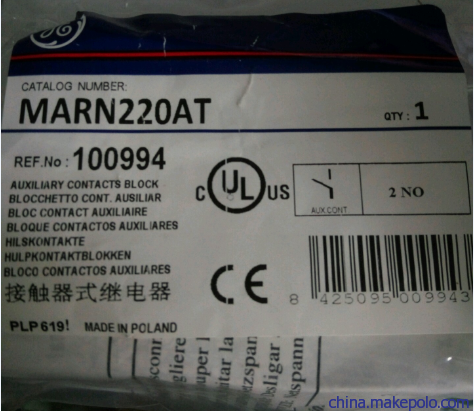 CATALOG NUMBER:
MARN220AT
QTY : 1
REF.No : 100994
AUXILIARY CONTACTS BLOCK
BLOCCHETTO CONT. AUSILIAR
BLOC CONTACT AUXILIAIRE
BLOQUE CONTACTOS AUXILIARES
HILSKONTAKTE
HULPKONTAKTBLOKKEN
BLOCO CONTACTOS AUXILIARES
接触器式继电器
C UL US
AUX.CONT
2 NO
CE
8 425095 009943
PLP619!
MADE IN POLAND
china.makepolo.com